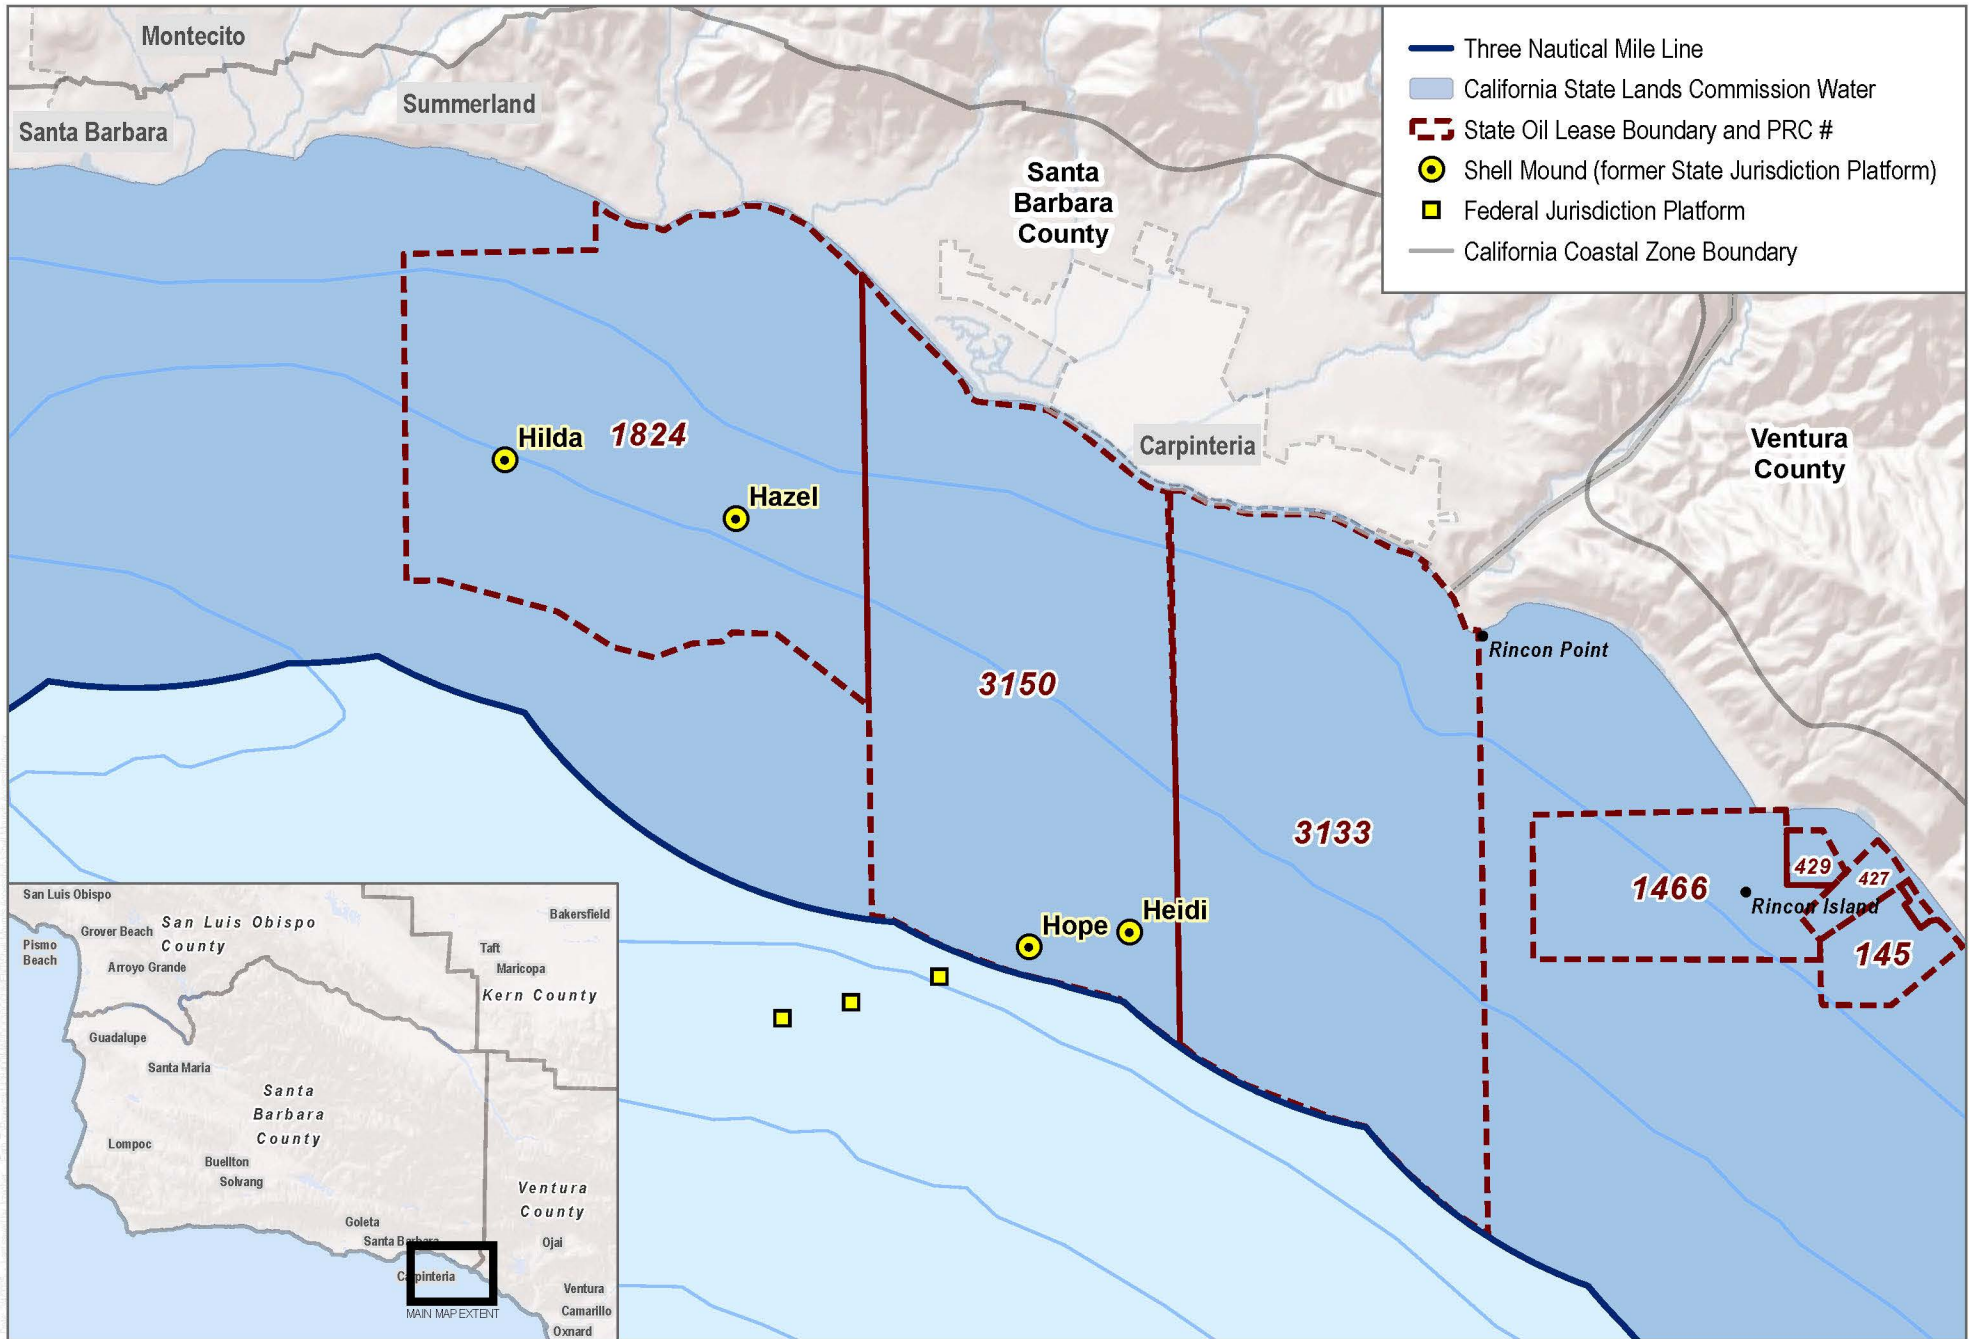 Montecito
Summerland
Santa Barbara
Santa
Barbara
County
Three Nautical Mile Line
California State Lands Commission Water
State Oil Lease Boundary and PRC #
Shell Mound (former State Jurisdiction Platform)
Federal Jurisdiction Platform
California Coastal Zone Boundary
Hilda
1824
Hazel
Carpinteria
Ventura
County
Rincon Point
3150
3133
1466
429
427
Rincon Island
145
Hope
Heidi
San Luis Obispo
San Luis Obispo
County
Grover Beach
Pismo
Beach
Arroyo Grande
Bakersfield
Taft
Maricopa
Kern County
Guadalupe
Santa Maria
Santa
Barbara
County
Lompoc
Buellton
Solvang
Ventura
County
Goleta
Santa Barbara
Ojai
Carpinteria
Ventura
MAIN MAP EXTENT
Camarillo
Oxnard